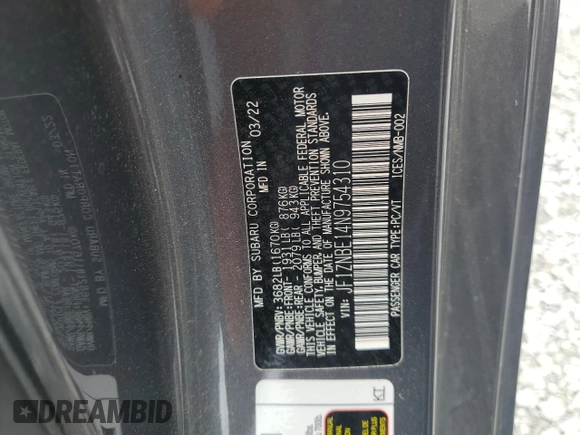 MFD BY SUBARU CORPORATION 03/22
GVWR/PNBV: 3682LB(1670KG)
GAWR/PNBE:FRONT- 1931LB( 876KG)
GAWR/PNBE:REAR - 2079LB( 943KG)
THIS VEHICLE CONFORMS TO ALL APPLICABLE FEDERAL MOTOR
VEHICLE SAFETY, BUMPER, AND THEFT PREVENTION STANDARDS
IN EFFECT ON THE DATE OF MANUFACTURE SHOWN ABOVE.
VIN: JF1ZNBE14N9754310
PASSENGER CAR TYPE:PC/VT ICES/NMB-002
KI
DREAMBID